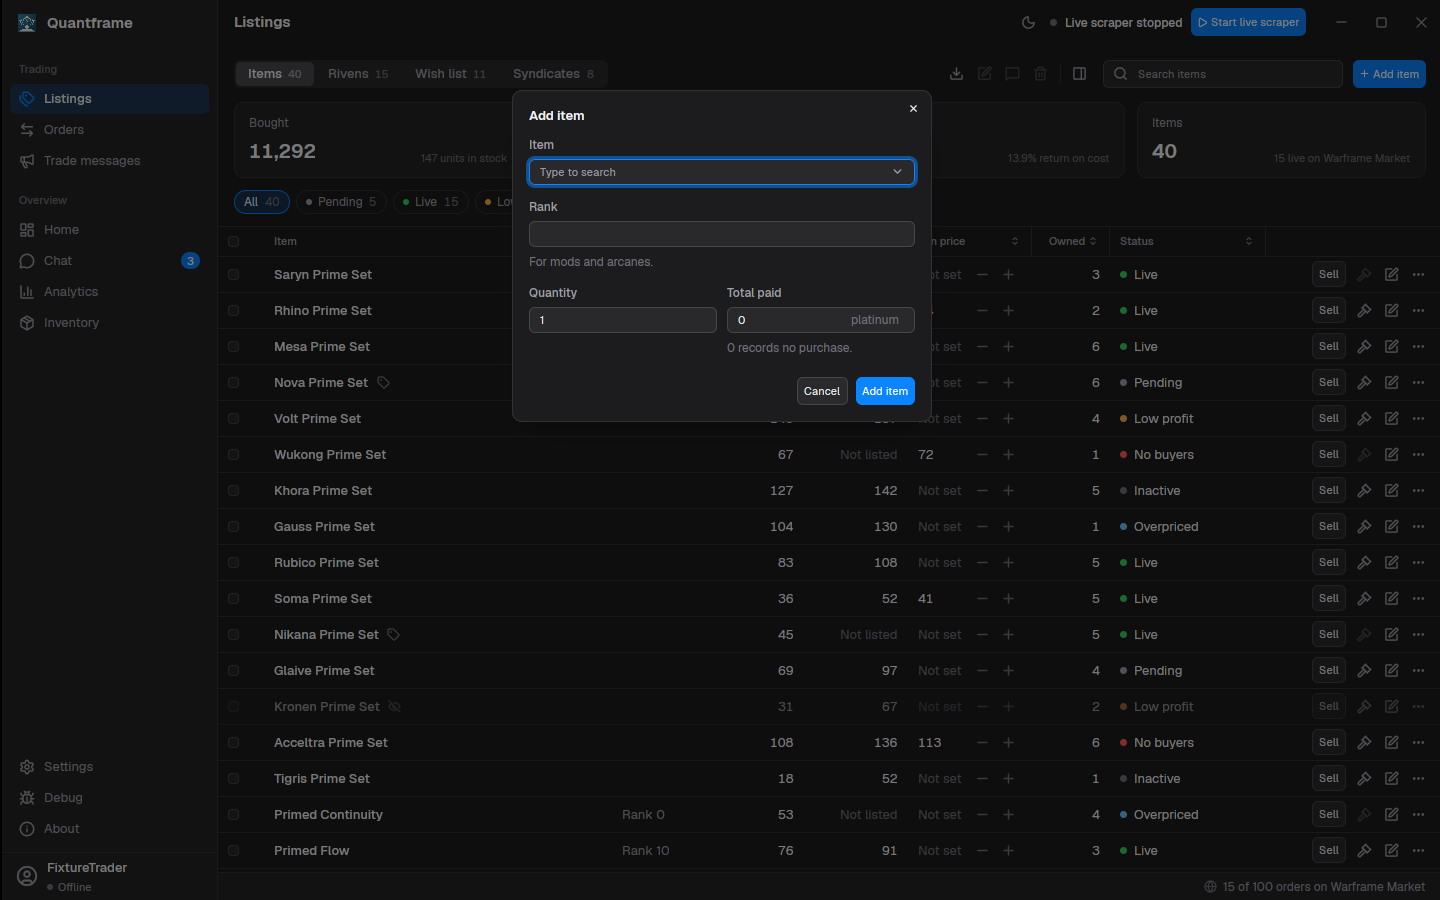 Quantframe
Trading
Listings
Orders
Trade messages
Overview
Home
Chat 3
Analytics
Inventory
Settings
Debug
About
FixtureTrader
Offline
Listings
Live scraper stopped
Start live scraper
Items 40
Rivens 15
Wish list 11
Syndicates 8
Search items
Add item
Bought
11,292
147 units in stock
13.9% return on cost
Items
40
15 live on Warframe Market
All 40
Pending 5
Live 15
Add item
Item
Type to search
Rank
For mods and arcanes.
Quantity
Total paid
1
0 platinum
0 records no purchase.
Cancel
Add item
Item price Owned Status
Saryn Prime Set not set 3 Live Sell
Rhino Prime Set 2 Live Sell
Mesa Prime Set not set 6 Live Sell
Nova Prime Set not set 6 Pending Sell
Volt Prime Set not set 4 Low profit Sell
Wukong Prime Set 67 Not listed 72 1 No buyers Sell
Khora Prime Set 127 142 Not set 5 Inactive Sell
Gauss Prime Set 104 130 Not set 1 Overpriced Sell
Rubico Prime Set 83 108 Not set 5 Live Sell
Soma Prime Set 36 52 41 5 Live Sell
Nikana Prime Set 45 Not listed Not set 5 Live Sell
Glaive Prime Set 69 97 Not set 4 Pending Sell
Kronen Prime Set 31 67 Not set 2 Low profit Sell
Acceltra Prime Set 108 136 113 6 No buyers Sell
Tigris Prime Set 18 52 Not set 1 Inactive Sell
Primed Continuity Rank 0 53 Not listed Not set 4 Overpriced Sell
Primed Flow Rank 10 76 91 Not set 3 Live Sell
15 of 100 orders on Warframe Market